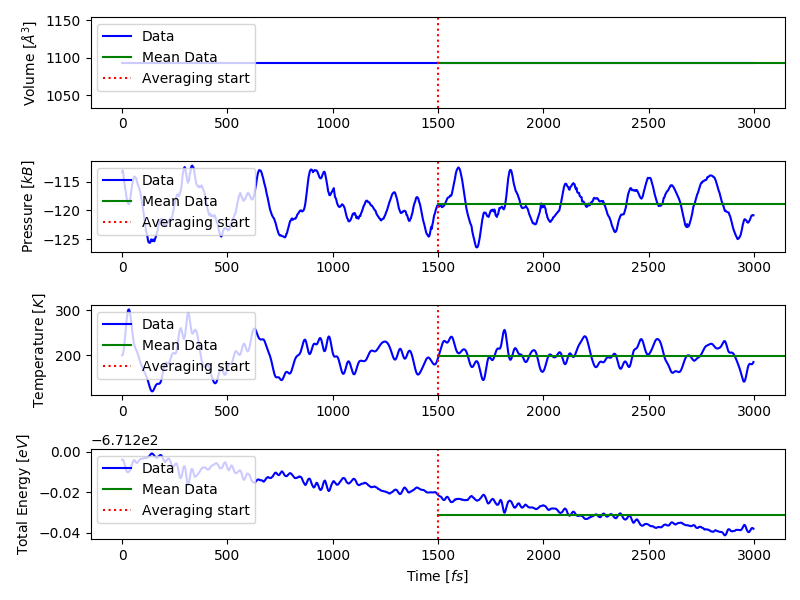 Volume [Å³]
1150
1100
1050
Data
Mean Data
Averaging start
0 500 1000 1500 2000 2500 3000
Pressure [kB]
−115
−120
−125
Data
Mean Data
Averaging start
0 500 1000 1500 2000 2500 3000
Temperature [K]
300
200
Data
Mean Data
Averaging start
0 500 1000 1500 2000 2500 3000
−6.712e2
Total Energy [eV]
0.00
−0.02
−0.04
Data
Mean Data
Averaging start
0 500 1000 1500 2000 2500 3000
Time [fs]